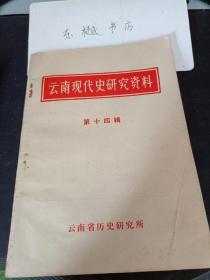 东樾书店
云南现代史研究资料
第十四辑
云南省历史研究所